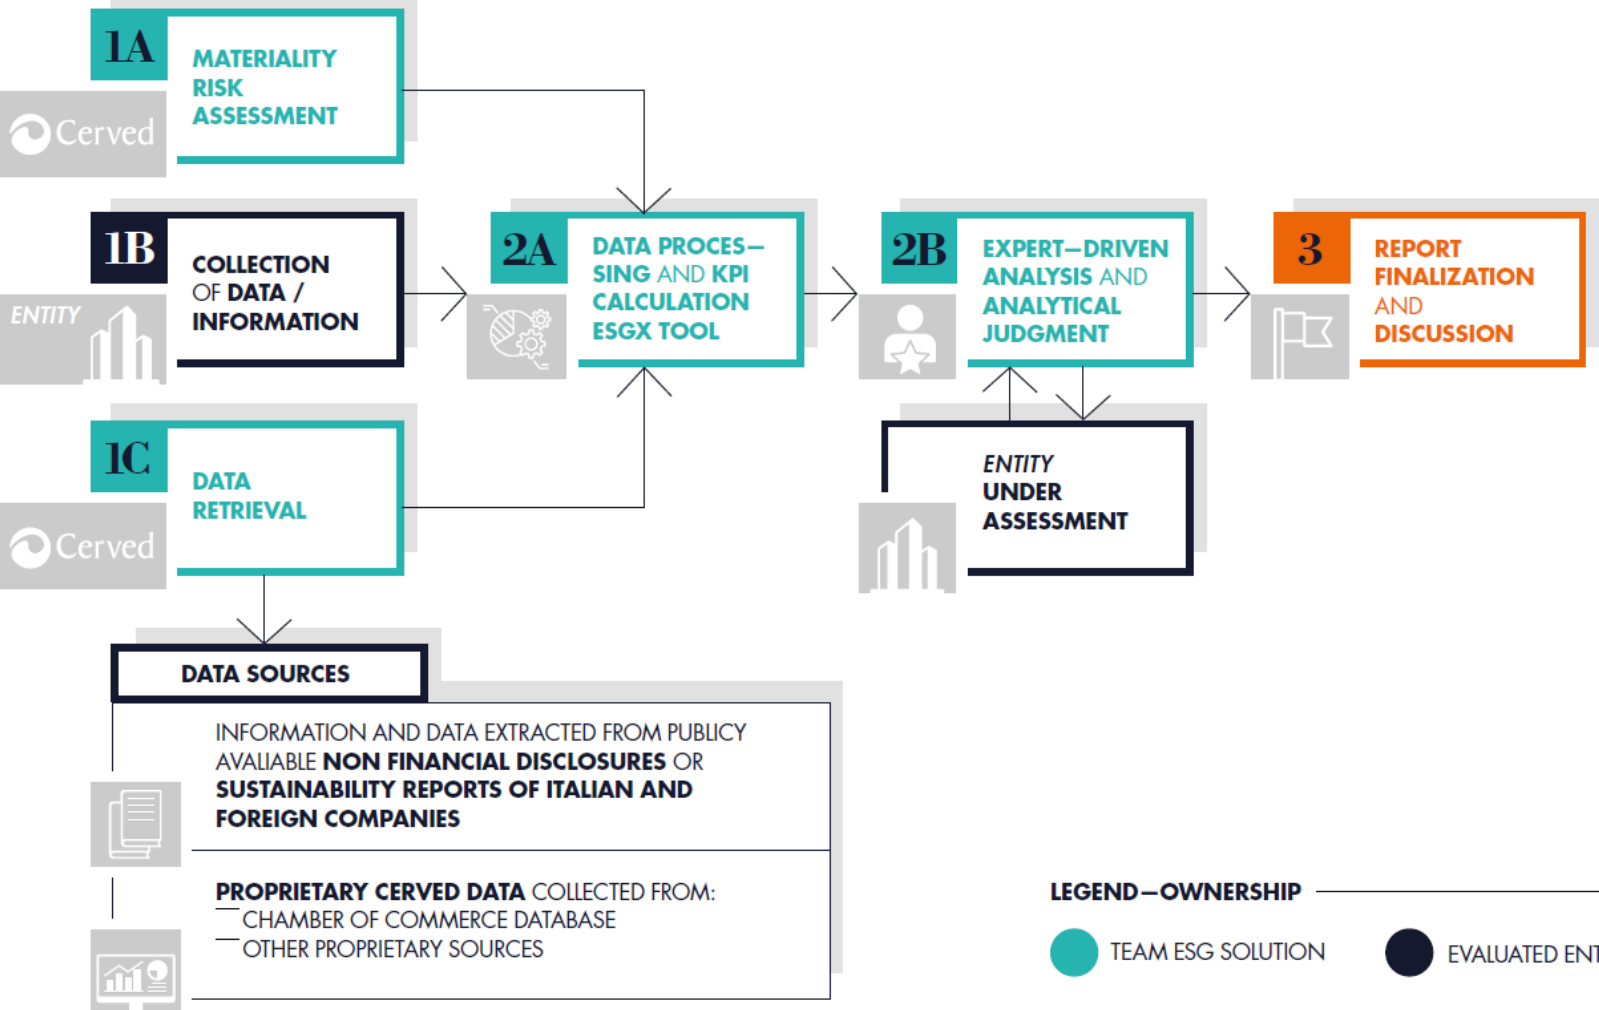 1A
MATERIALITY
RISK
ASSESSMENT
Cerved
1B
COLLECTION
OF DATA /
INFORMATION
ENTITY
2A
DATA PROCES—
SING AND KPI
CALCULATION
ESGX TOOL
2B
EXPERT—DRIVEN
ANALYSIS AND
ANALYTICAL
JUDGMENT
3
REPORT
FINALIZATION
AND
DISCUSSION
1C
DATA
RETRIEVAL
Cerved
ENTITY
UNDER
ASSESSMENT
DATA SOURCES
INFORMATION AND DATA EXTRACTED FROM PUBLICY
AVALIABLE NON FINANCIAL DISCLOSURES OR
SUSTAINABILITY REPORTS OF ITALIAN AND
FOREIGN COMPANIES
PROPRIETARY CERVED DATA COLLECTED FROM:
— CHAMBER OF COMMERCE DATABASE
— OTHER PROPRIETARY SOURCES
LEGEND—OWNERSHIP
TEAM ESG SOLUTION
EVALUATED ENT